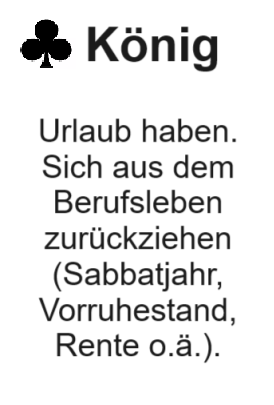 ♣ König
Urlaub haben.
Sich aus dem
Berufsleben
zurückziehen
(Sabbatjahr,
Vorruhestand,
Rente o.ä.).